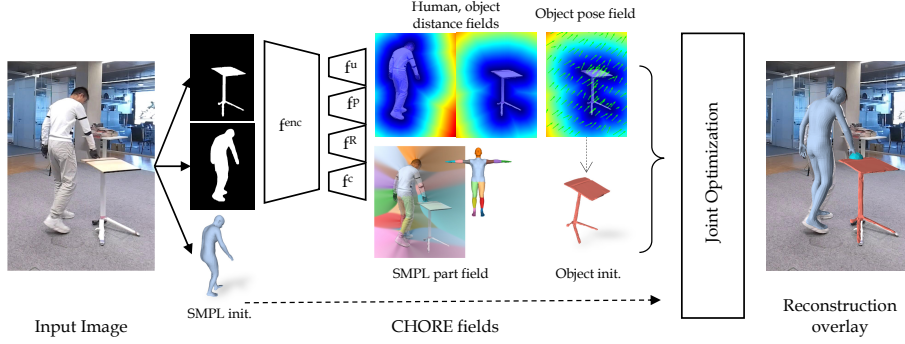 Human, object
distance fields
Object pose field
f^enc
f^u
f^p
f^R
f^c
SMPL part field
Object init.
SMPL init.
Joint Optimization
Input Image
CHORE fields
Reconstruction
overlay